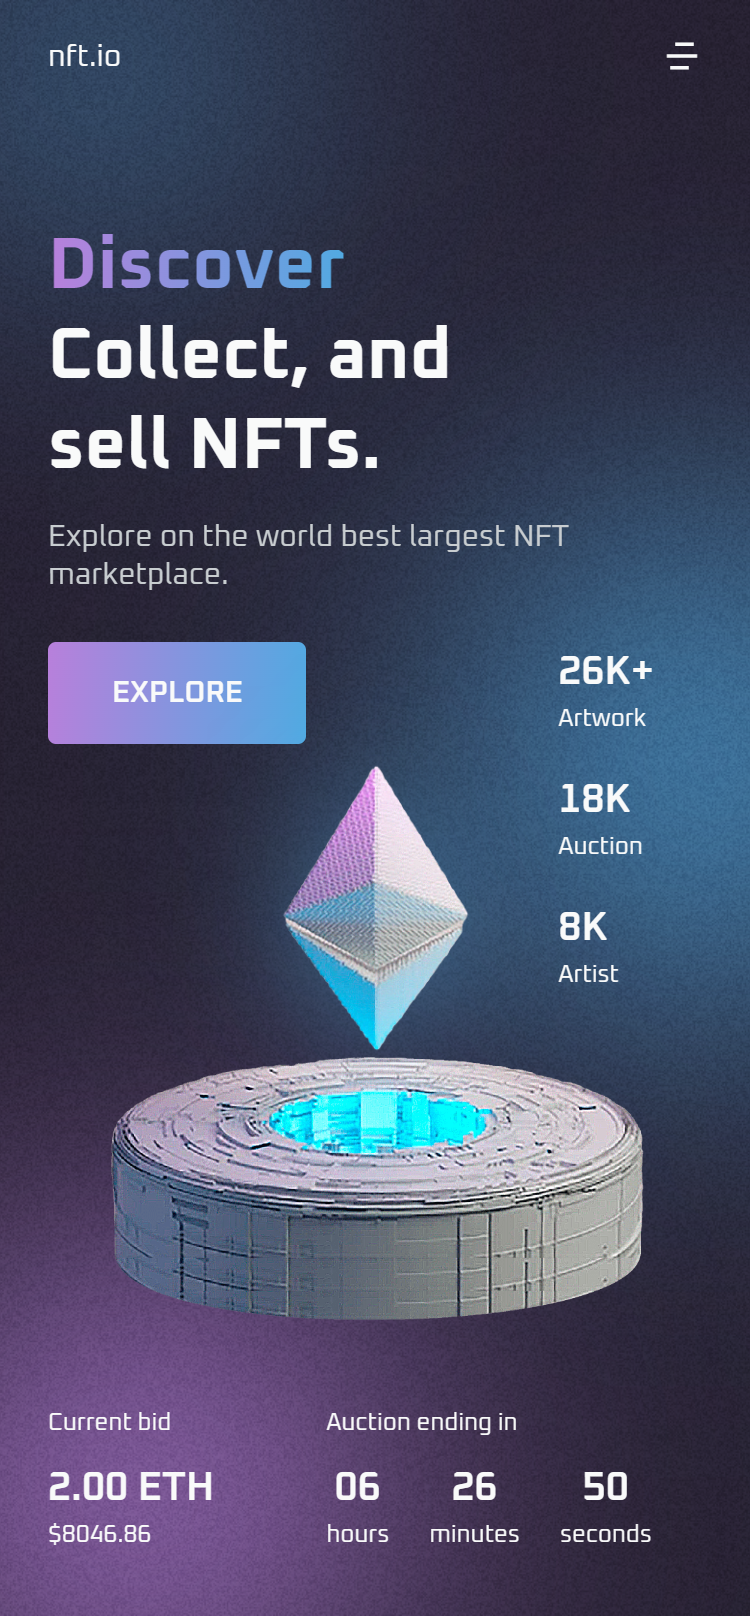 nft.io
Discover
Collect, and
sell NFTs.
Explore on the world best largest NFT
marketplace.
EXPLORE
26K+
Artwork
18K
Auction
8K
Artist
Current bid
2.00 ETH
$8046.86
Auction ending in
06 26 50
hours minutes seconds